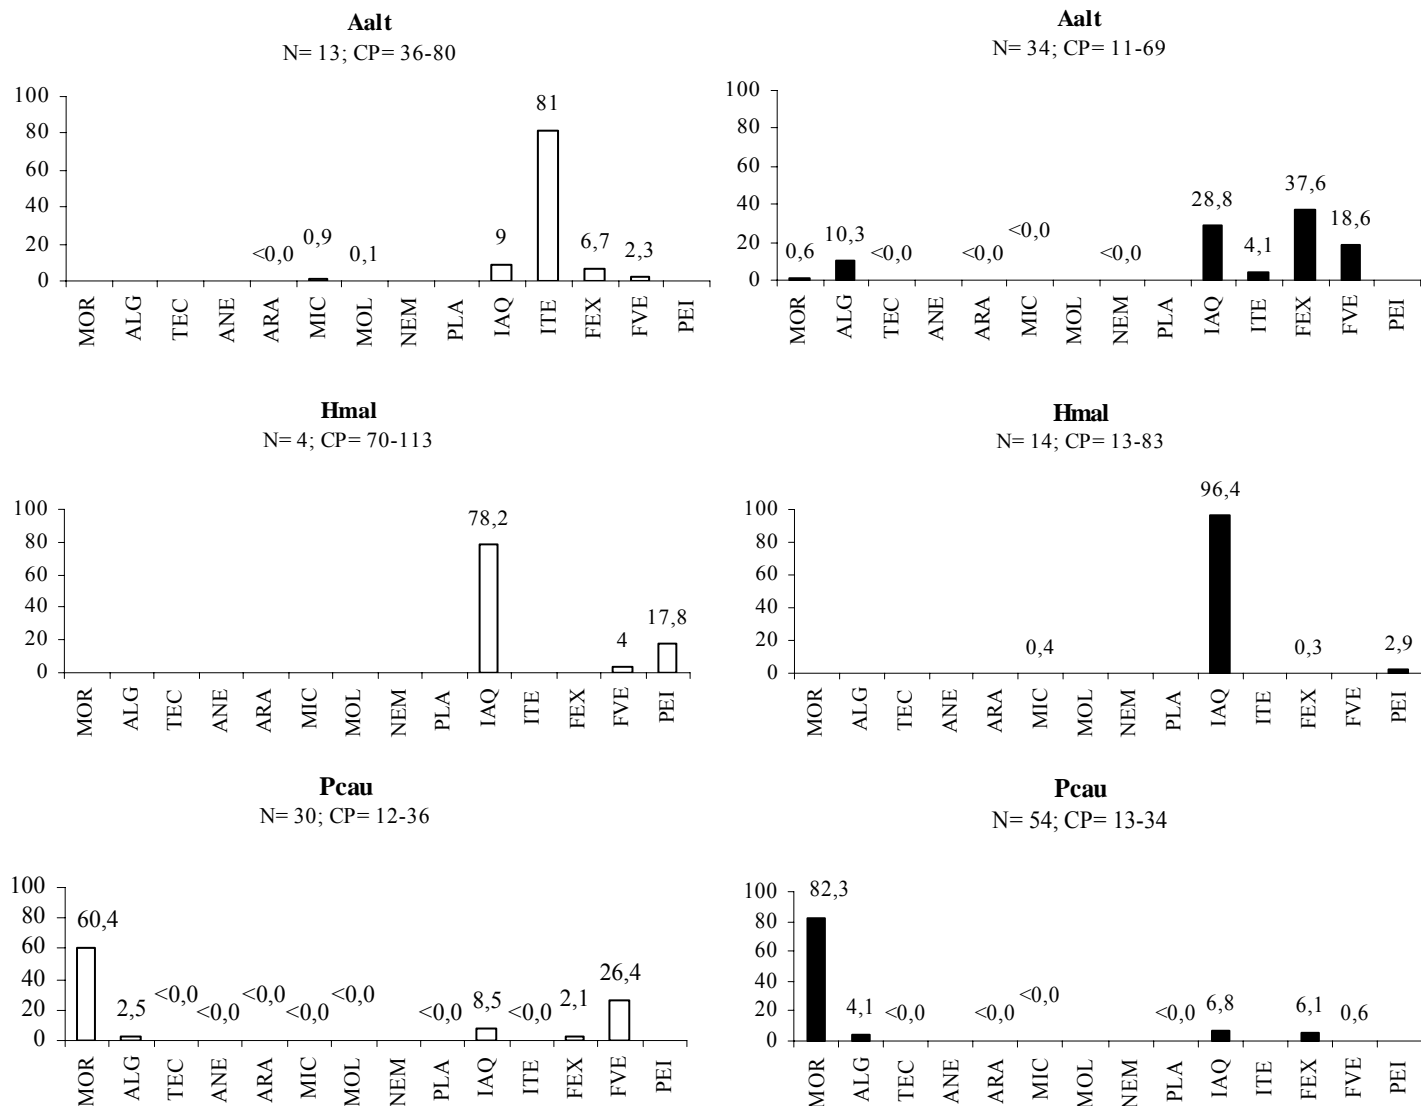 Aalt
N= 13; CP= 36-80
100
80
60
40
20
0
<0,0
0,9
0,1
9
81
6,7
2,3
MOR
ALG
TEC
ANE
ARA
MIC
MOL
NEM
PLA
IAQ
ITE
FEX
FVE
PEI
Aalt
N= 34; CP= 11-69
100
80
60
40
20
0
0,6
10,3
<0,0
<0,0
<0,0
<0,0
28,8
4,1
37,6
18,6
MOR
ALG
TEC
ANE
ARA
MIC
MOL
NEM
PLA
IAQ
ITE
FEX
FVE
PEI
Hmal
N= 4; CP= 70-113
100
80
60
40
20
0
78,2
4
17,8
MOR
ALG
TEC
ANE
ARA
MIC
MOL
NEM
PLA
IAQ
ITE
FEX
FVE
PEI
Hmal
N= 14; CP= 13-83
100
80
60
40
20
0
0,4
96,4
0,3
2,9
MOR
ALG
TEC
ANE
ARA
MIC
MOL
NEM
PLA
IAQ
ITE
FEX
FVE
PEI
Pcau
N= 30; CP= 12-36
100
80
60
40
20
0
60,4
2,5
<0,0
<0,0
<0,0
<0,0
<0,0
<0,0
8,5
<0,0
2,1
26,4
MOR
ALG
TEC
ANE
ARA
MIC
MOL
NEM
PLA
IAQ
ITE
FEX
FVE
PEI
Pcau
N= 54; CP= 13-34
100
80
60
40
20
0
82,3
4,1
<0,0
<0,0
<0,0
<0,0
6,8
6,1
0,6
MOR
ALG
TEC
ANE
ARA
MIC
MOL
NEM
PLA
IAQ
ITE
FEX
FVE
PEI